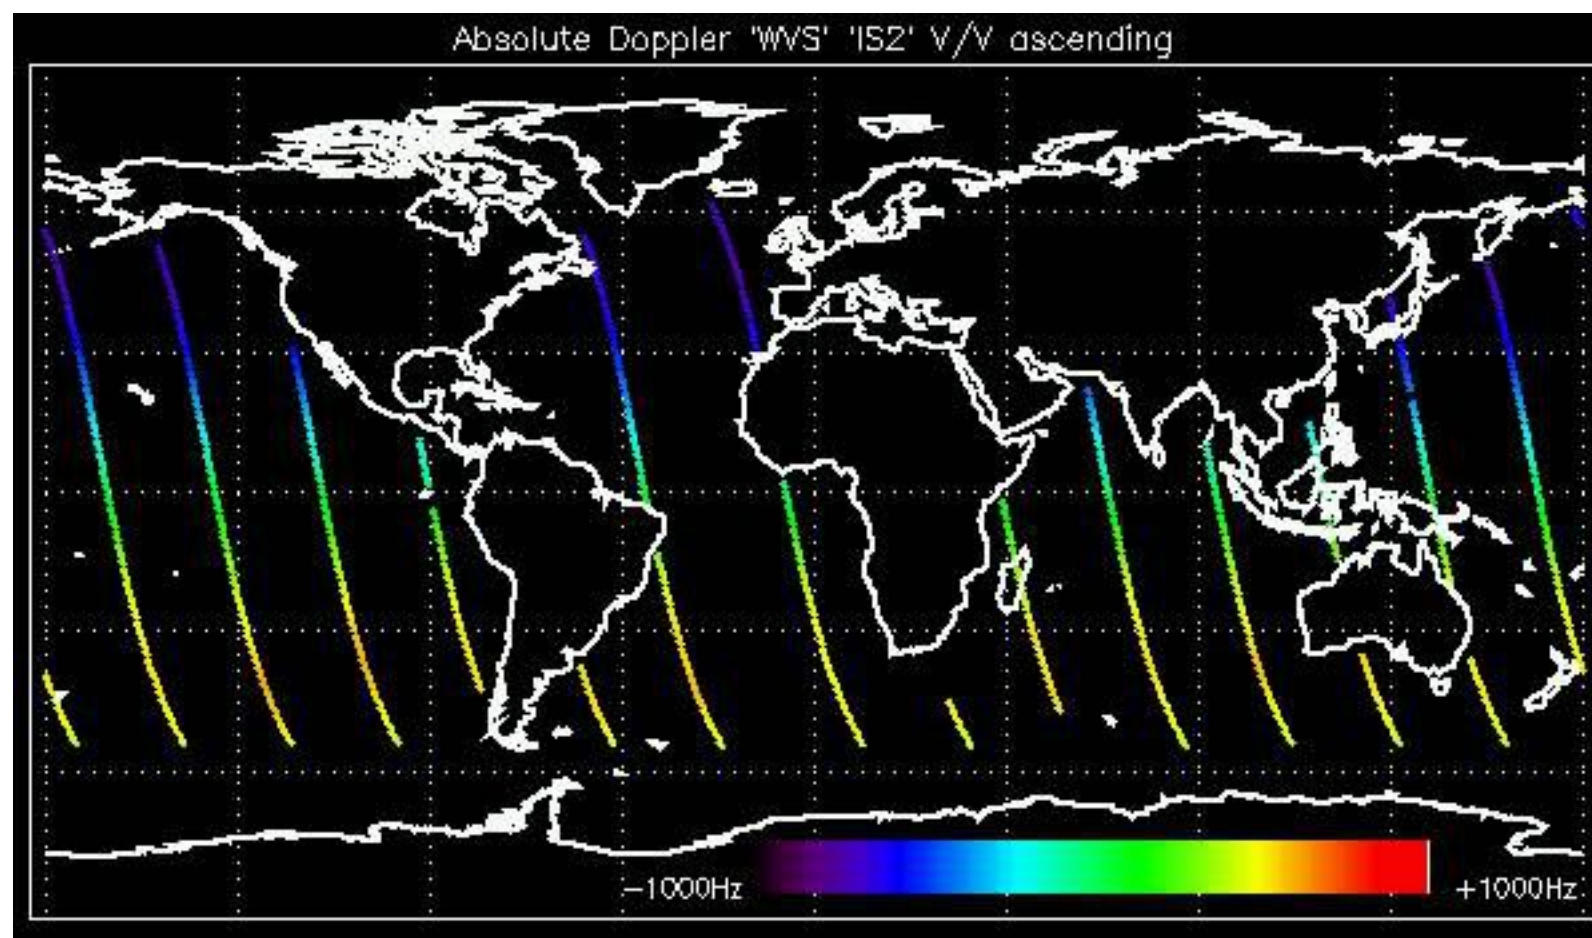 Absolute Doppler 'WVS' 'IS2' V/V ascending
-1000Hz +1000Hz